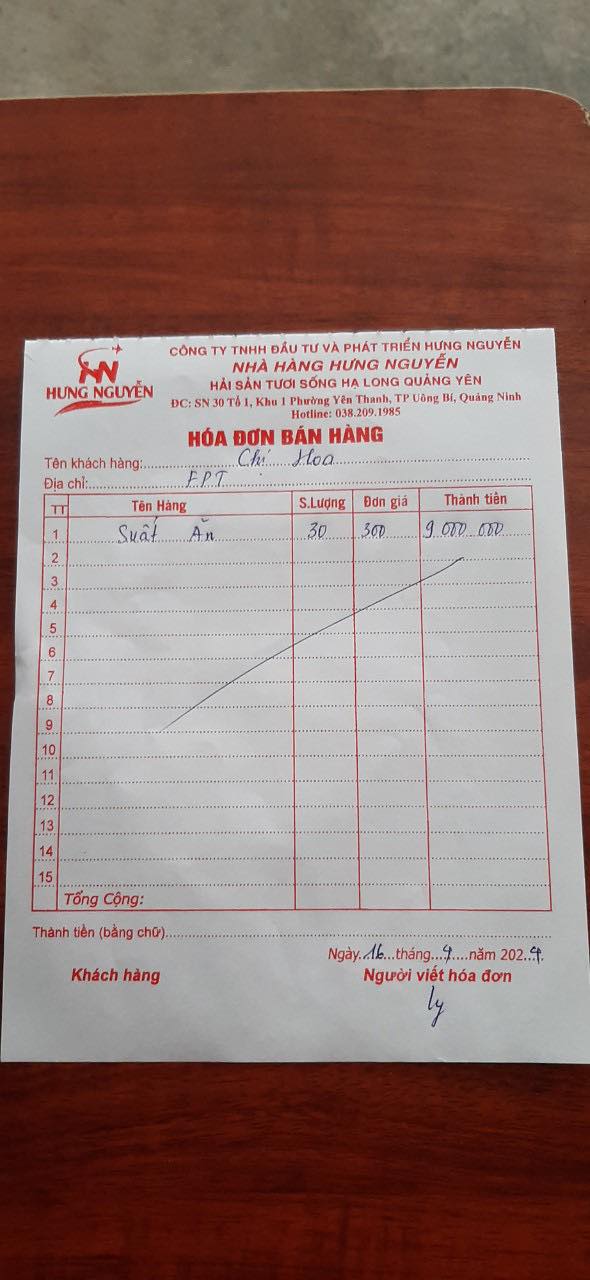 HN
HƯNG NGUYỄN
CÔNG TY TNHH ĐẦU TƯ VÀ PHÁT TRIỂN HƯNG NGUYỄN
NHÀ HÀNG HƯNG NGUYỄN
HẢI SẢN TƯƠI SỐNG HẠ LONG QUẢNG YÊN
ĐC: SN 30 Tổ 1, Khu 1 Phường Yên Thanh, TP Uông Bí, Quảng Ninh
Hotline: 038.209.1985
HÓA ĐƠN BÁN HÀNG
Tên khách hàng: Chí Hoa
Địa chỉ: FPT
TT Tên Hàng S.Lượng Đơn giá Thành tiền
1 Suất Ăn 30 300 9 000 000
2
3
4
5
6
7
8
9
10
11
12
13
14
15
Tổng Cộng:
Thành tiền (bằng chữ)
Ngày 16 tháng năm 202
Khách hàng Người viết hóa đơn
ly